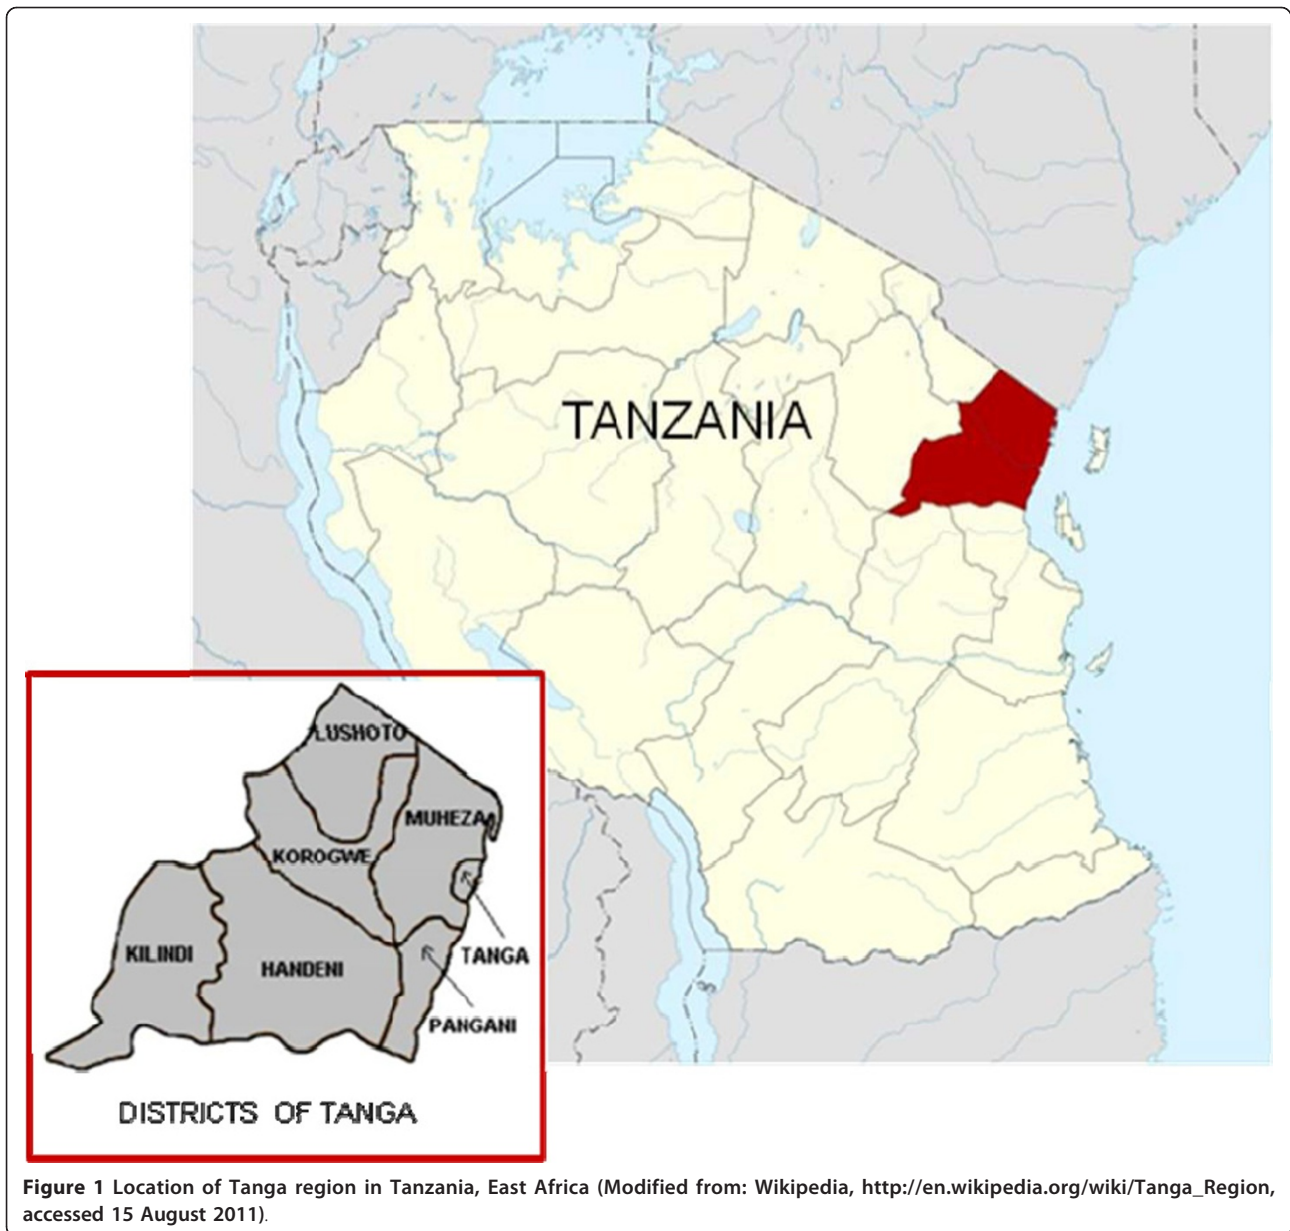 TANZANIA
LUSHOTO
MUHEZA
KOROGWE
KILINDI
HANDENI
TANGA
PANGANI
DISTRICTS OF TANGA
Figure 1 Location of Tanga region in Tanzania, East Africa (Modified from: Wikipedia, http://en.wikipedia.org/wiki/Tanga_Region,
accessed 15 August 2011).